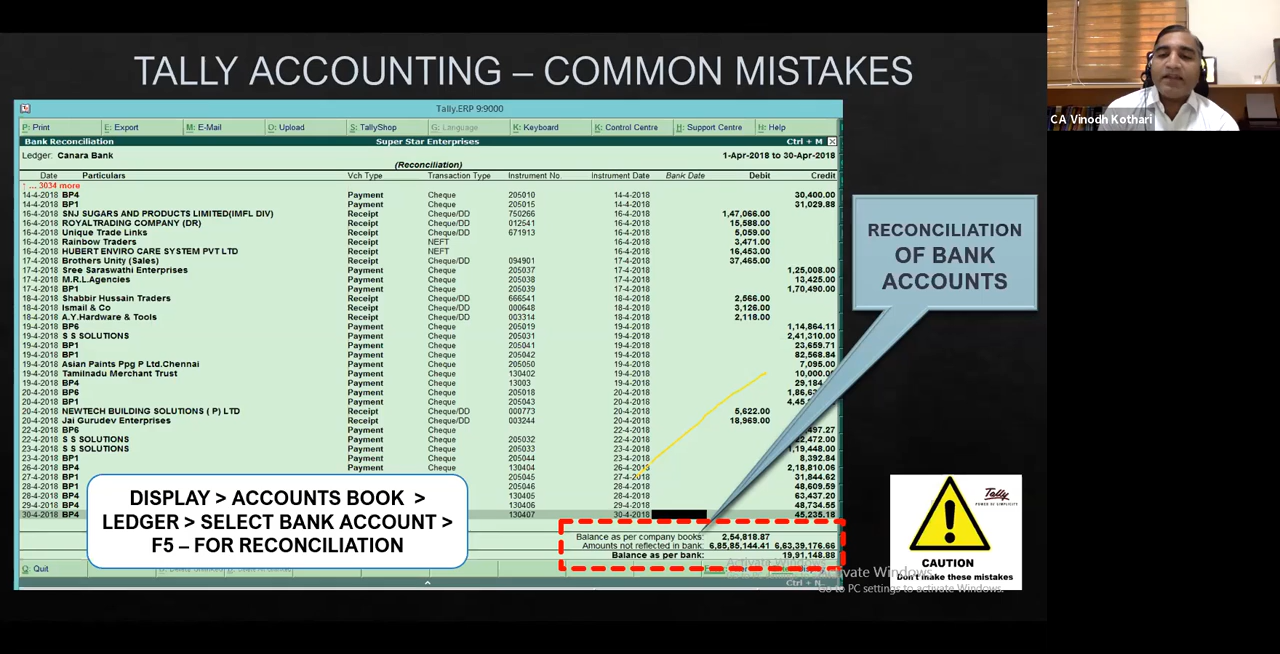 TALLY ACCOUNTING – COMMON MISTAKES
CA Vinodh Kothari
Tally.ERP 9:9000
P: Print E: Export M: E-Mail O: Upload S: TallyShop G: Language K: Keyboard K: Control Centre H: Support Centre H: Help
Bank Reconciliation Super Star Enterprises Ctrl + M
Ledger: Canara Bank 1-Apr-2018 to 30-Apr-2018
(Reconciliation)
Date Particulars Vch Type Transaction Type Instrument No. Instrument Date Bank Date Debit Credit
↑ ... 3034 more
14-4-2018 BP4 Payment Cheque 205010 14-4-2018 30,400.00
14-4-2018 BP1 Payment Cheque 205015 14-4-2018 31,029.88
16-4-2018 SNJ SUGARS AND PRODUCTS LIMITED(IMFL DIV) Receipt Cheque/DD 750266 16-4-2018 1,47,066.00
16-4-2018 ROYALTRADING COMPANY (DR) Receipt Cheque/DD 012541 16-4-2018 15,588.00
16-4-2018 Unique Trade Links Receipt Cheque/DD 671913 16-4-2018 5,059.00
16-4-2018 Rainbow Traders Receipt NEFT 16-4-2018 3,471.00
16-4-2018 HUBERT ENVIRO CARE SYSTEM PVT LTD Receipt NEFT 16-4-2018 16,453.00
17-4-2018 Brothers Unity (Sales) Receipt Cheque/DD 094901 17-4-2018 37,465.00
17-4-2018 Sree Saraswathi Enterprises Payment Cheque 205037 17-4-2018 1,25,008.00
17-4-2018 M.R.L.Agencies Payment Cheque 205038 17-4-2018 13,425.00
17-4-2018 BP1 Payment Cheque 205039 17-4-2018 1,70,490.00
18-4-2018 Shabbir Hussain Traders Receipt Cheque/DD 666541 18-4-2018 2,566.00
18-4-2018 Ismail & Co Receipt Cheque/DD 000648 18-4-2018 3,126.00
18-4-2018 A.Y.Hardware & Tools Receipt Cheque/DD 003314 18-4-2018 2,118.00
19-4-2018 BP6 Payment Cheque 205019 19-4-2018 1,14,864.11
19-4-2018 S S SOLUTIONS Payment Cheque 205031 19-4-2018 2,41,310.00
19-4-2018 BP1 Payment Cheque 205041 19-4-2018 23,659.71
19-4-2018 BP1 Payment Cheque 205042 19-4-2018 82,568.84
19-4-2018 Asian Paints Ppg P Ltd.Chennai Payment Cheque 205050 19-4-2018 7,095.00
19-4-2018 Tamilnadu Merchant Trust Payment Cheque 130402 19-4-2018 10,000.00
19-4-2018 BP4 Payment Cheque 13003 19-4-2018 29,184
20-4-2018 BP6 Payment Cheque 205018 20-4-2018
20-4-2018 BP1 Payment Cheque 205043 20-4-2018
20-4-2018 NEWTECH BUILDING SOLUTIONS ( P) LTD Receipt Cheque/DD 000773 20-4-2018 5,622.00
20-4-2018 Jai Gurudev Enterprises Receipt Cheque/DD 003244 20-4-2018 18,969.00
22-4-2018 BP6 Payment Cheque 22-4-2018
23-4-2018 S S SOLUTIONS Payment Cheque 205032 23-4-2018
23-4-2018 S S SOLUTIONS Payment Cheque 205033 23-4-2018 1,19,448.00
23-4-2018 BP1 Payment Cheque 205044 23-4-2018 8,392.84
26-4-2018 BP4 Payment Cheque 130404 26-4-2018 2,18,810.06
27-4-2018 205045 27-4-2018 31,844.62
28-4-2018 205046 28-4-2018 48,609.59
28-4-2018 BP4 130405 28-4-2018 63,437.20
29-4-2018 BP4 130406 29-4-2018 48,734.55
30-4-2018 BP4 130407 30-4-2018 45,235.18
Balance as per company books: 2,54,818.87
Amounts not reflected in bank: 6,85,85,144.41 6,63,39,176.66
Balance as per bank: 19,91,148.88
Q: Quit
Ctrl + N
RECONCILIATION
OF BANK
ACCOUNTS
DISPLAY > ACCOUNTS BOOK >
LEDGER > SELECT BANK ACCOUNT >
F5 – FOR RECONCILIATION
Tally
POWER OF SIMPLICITY
CAUTION
Don't make these mistakes
Activate Windows
Activate Windows
Go to PC settings to activate Windows.